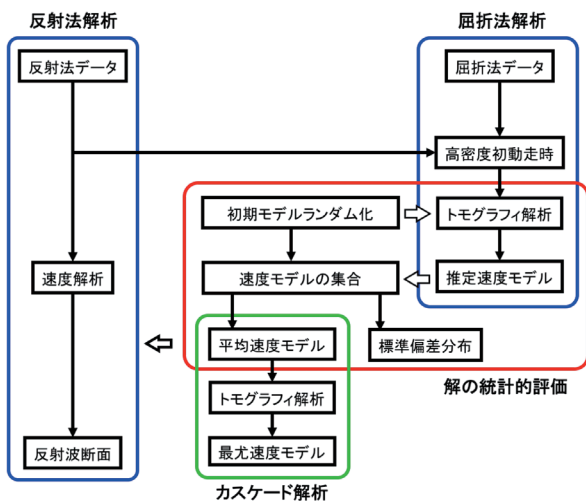 反射法解析
屈折法解析
反射法データ
屈折法データ
高密度初動走時
初期モデルランダム化
トモグラフィ解析
速度解析
速度モデルの集合
推定速度モデル
平均速度モデル
標準偏差分布
解の統計的評価
トモグラフィ解析
反射波断面
最尤速度モデル
カスケード解析